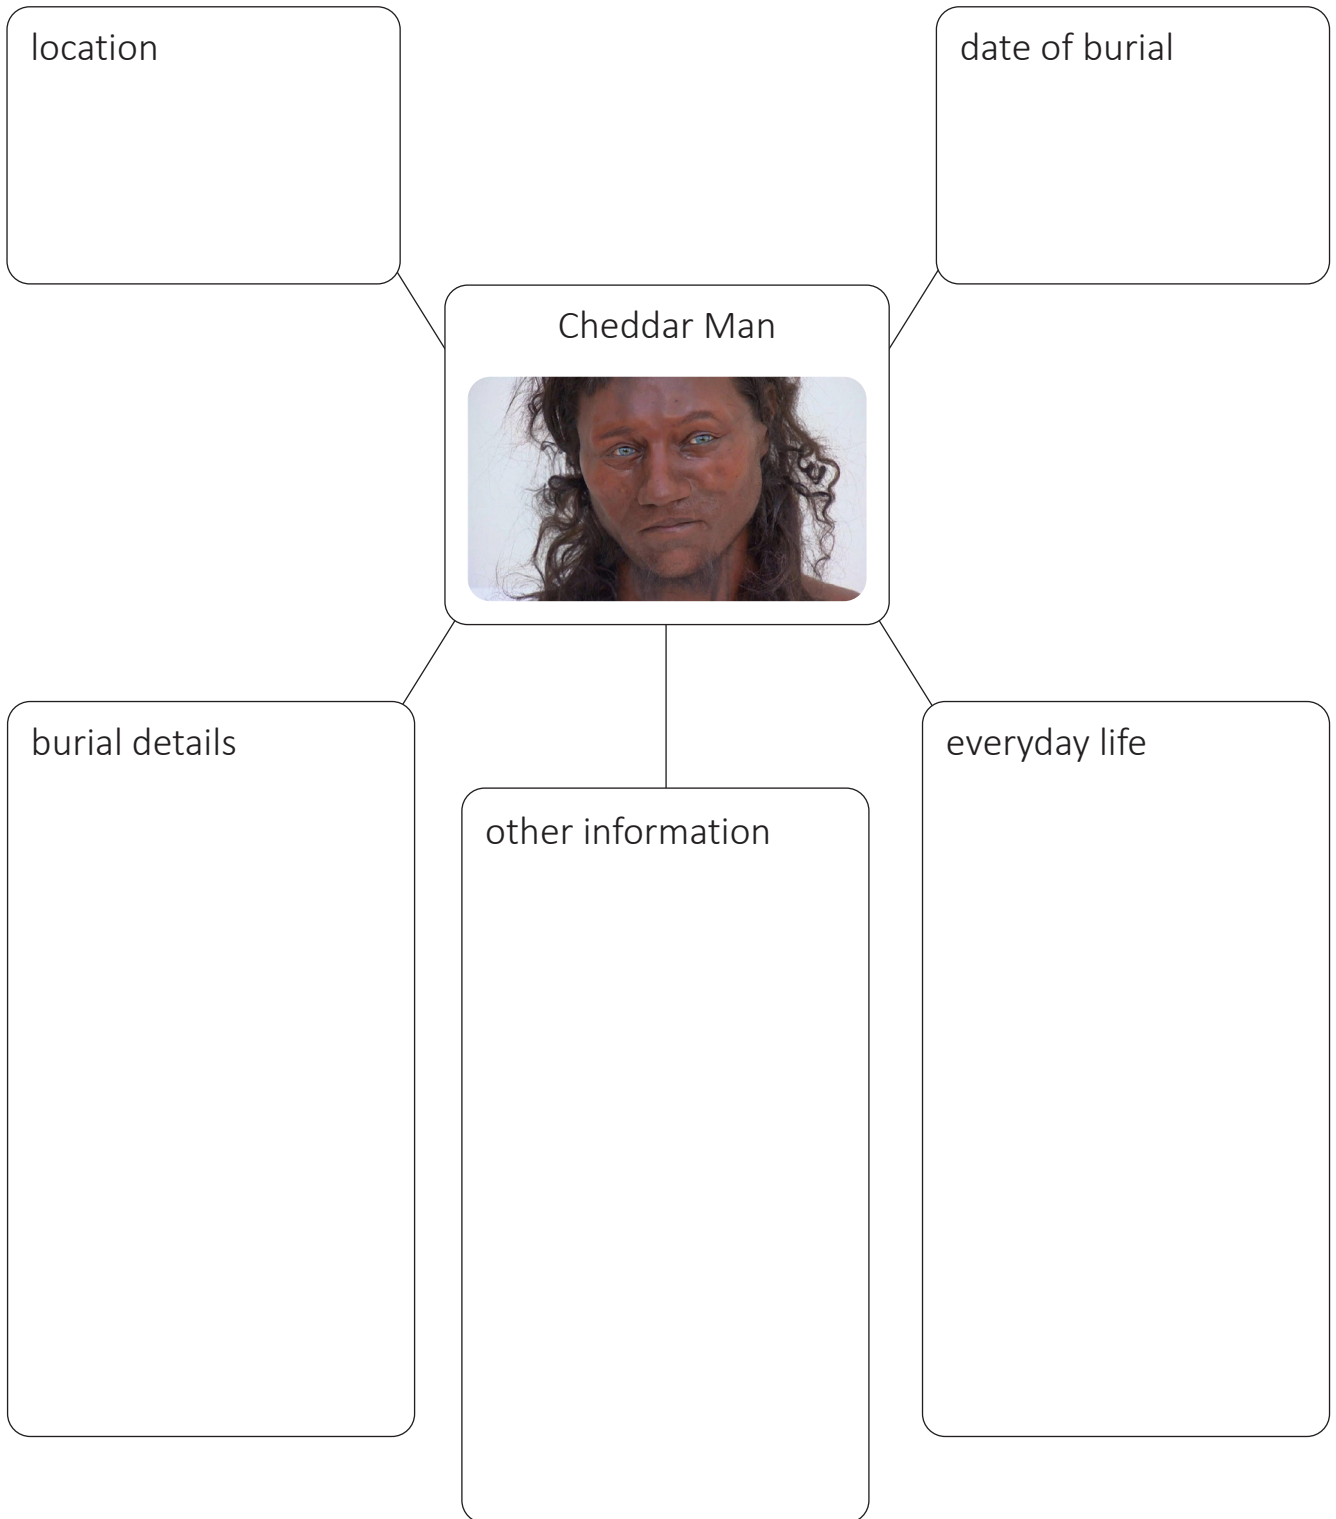 location
date of burial
Cheddar Man
burial details
everyday life
other information